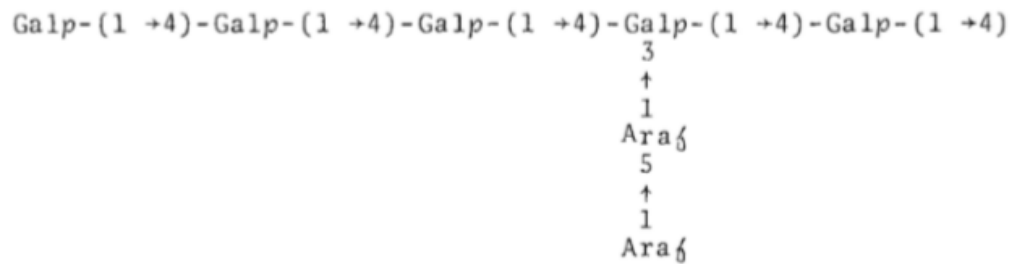 Galp-(1 →4)-Galp-(1 →4)-Galp-(1 →4)-Galp-(1 →4)-Galp-(1 →4)
3
↑
1
Araf
5
↑
1
Araf